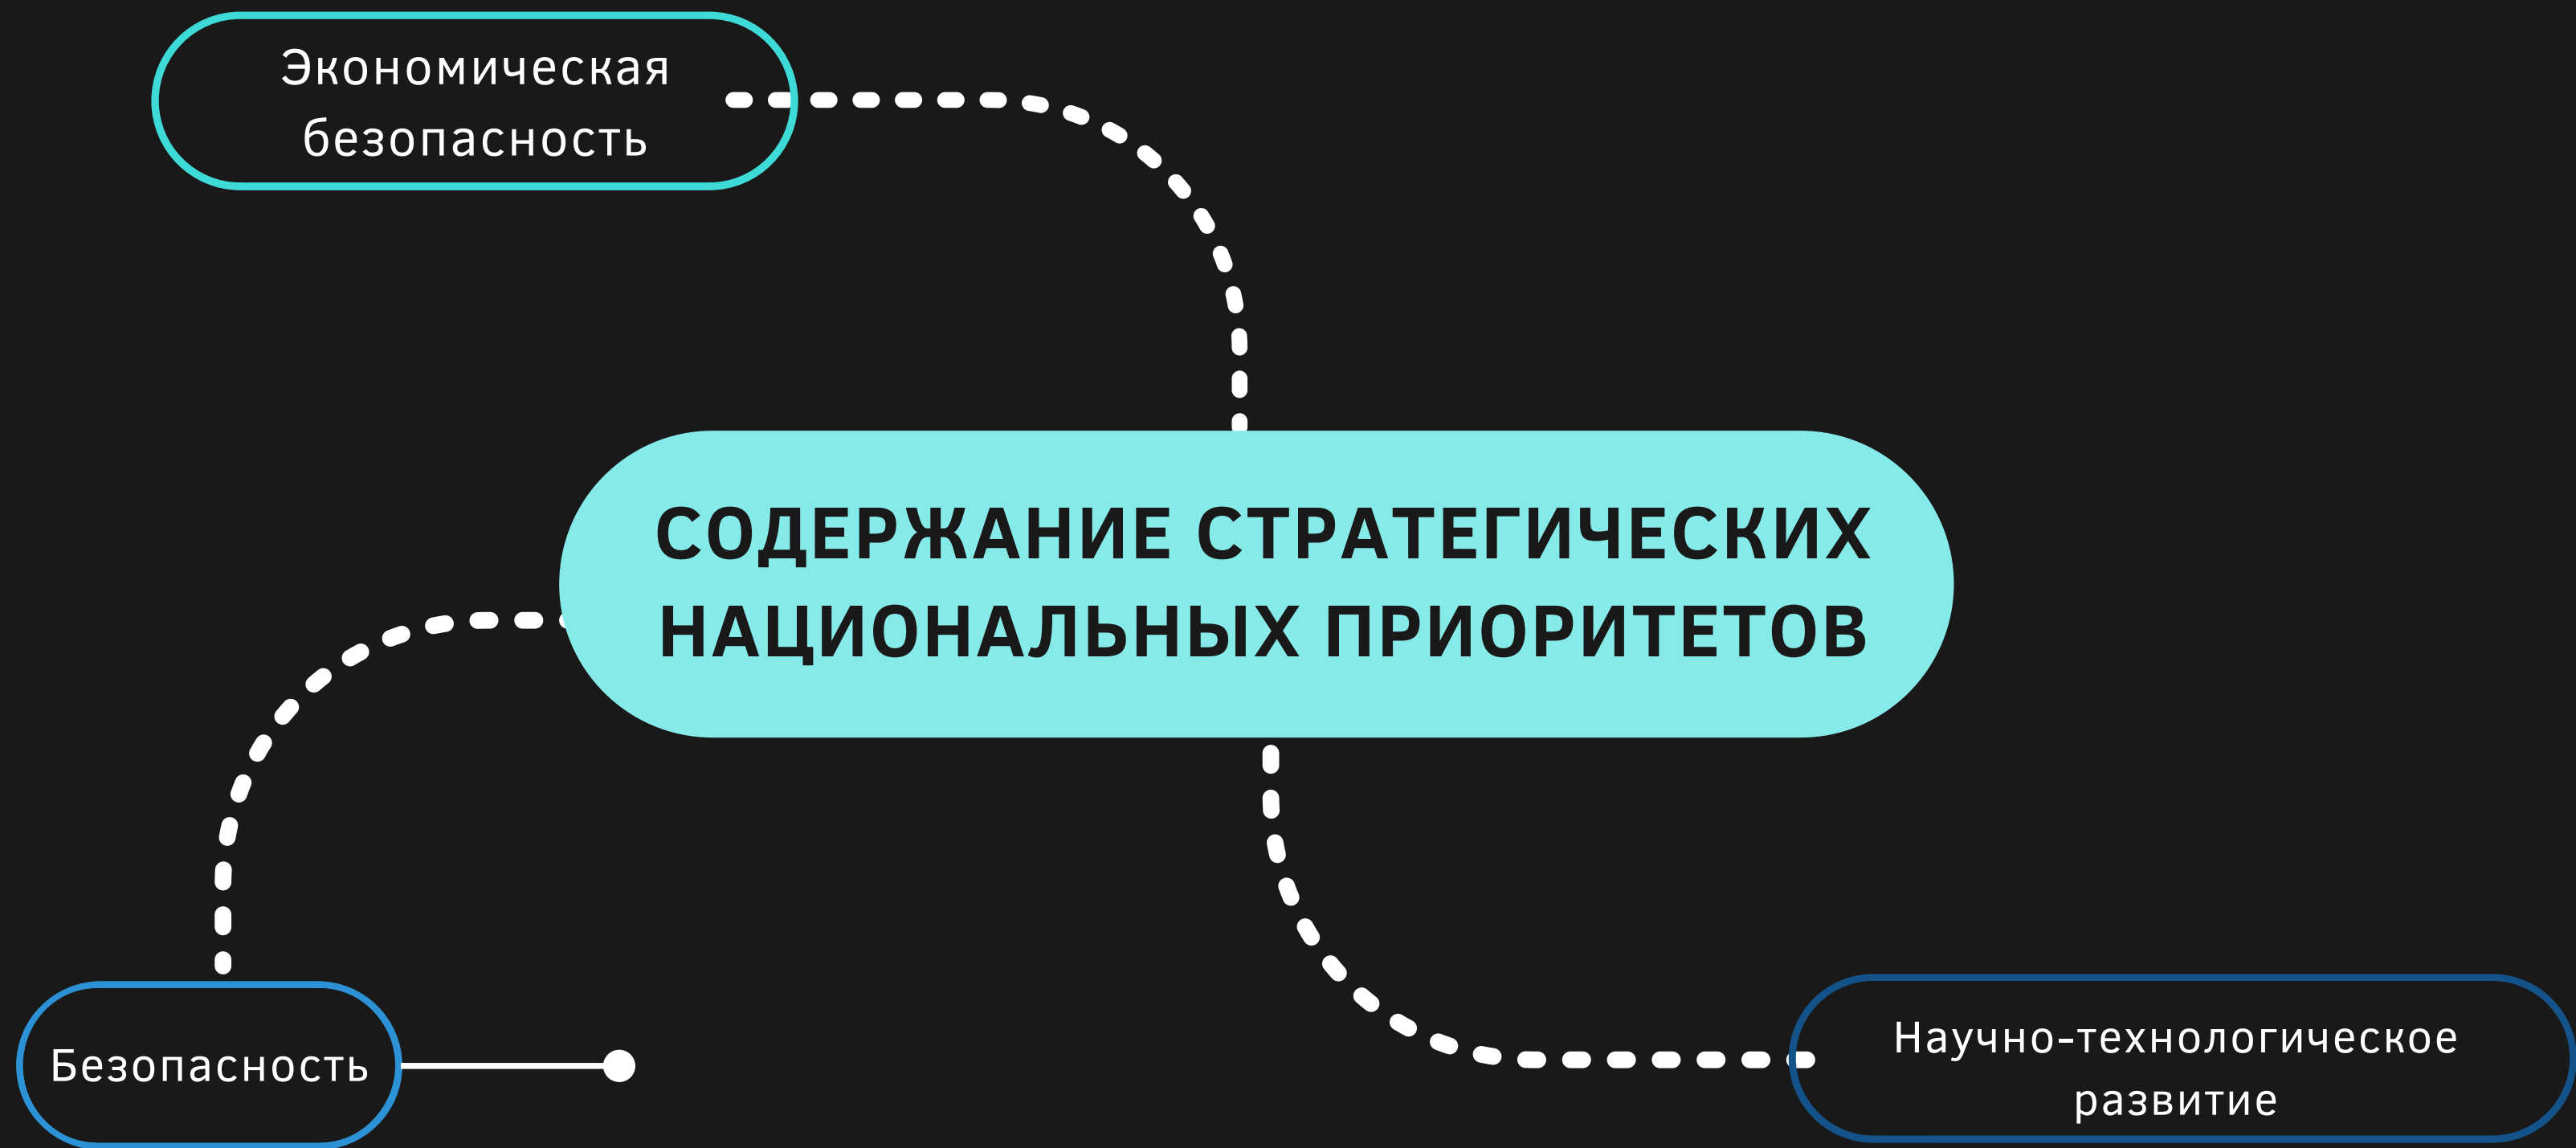 Экономическая
безопасность
СОДЕРЖАНИЕ СТРАТЕГИЧЕСКИХ
НАЦИОНАЛЬНЫХ ПРИОРИТЕТОВ
Безопасность
Научно-технологическое
развитие